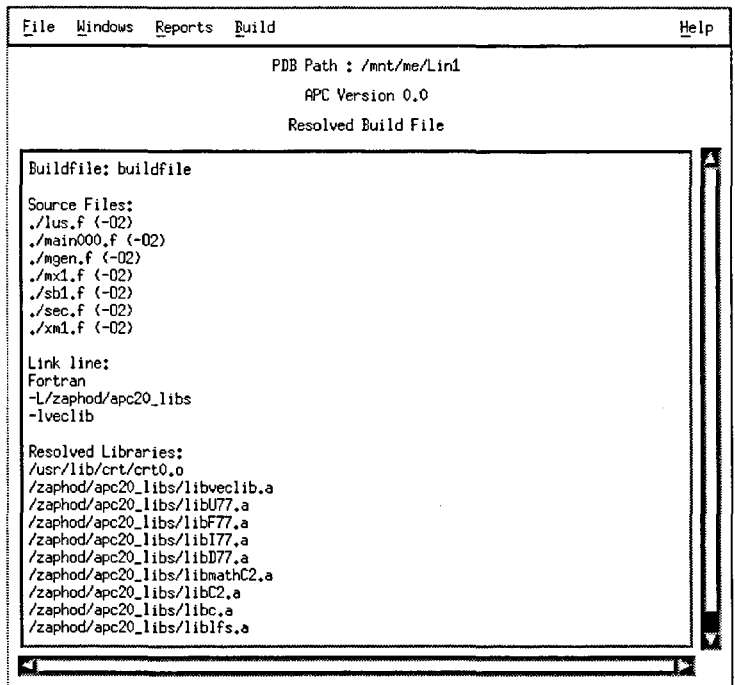 File Windows Reports Build Help
PDB Path : /mnt/me/Lin1
APC Version 0.0
Resolved Build File
Buildfile: buildfile
Source Files:
./lus.f (-O2)
./main000.f (-O2)
./mgen.f (-O2)
./mx1.f (-O2)
./sb1.f (-O2)
./sec.f (-O2)
./xm1.f (-O2)
Link line:
Fortran
-L/zaphod/apc20_libs
-lveclib
Resolved Libraries:
/usr/lib/crt/crt0.o
/zaphod/apc20_libs/libveclib.a
/zaphod/apc20_libs/libU77.a
/zaphod/apc20_libs/libF77.a
/zaphod/apc20_libs/libI77.a
/zaphod/apc20_libs/libD77.a
/zaphod/apc20_libs/libmathC2.a
/zaphod/apc20_libs/libC2.a
/zaphod/apc20_libs/libc.a
/zaphod/apc20_libs/liblfs.a